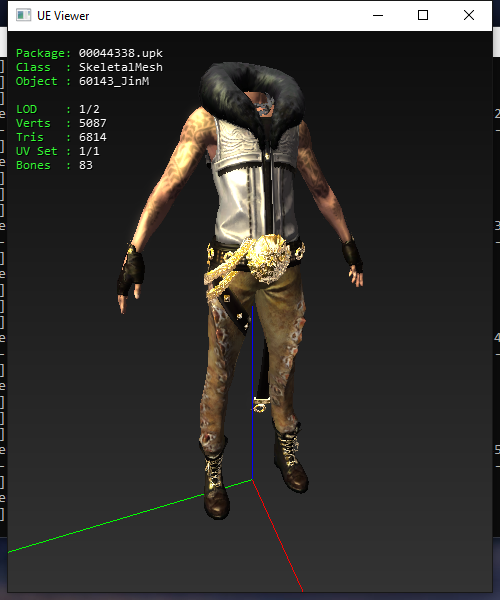 UE Viewer
Package: 00044338.upk
Class : SkeletalMesh
Object : 60143_JinM
LOD : 1/2
Verts : 5087
Tris : 6814
UV Set : 1/1
Bones : 83